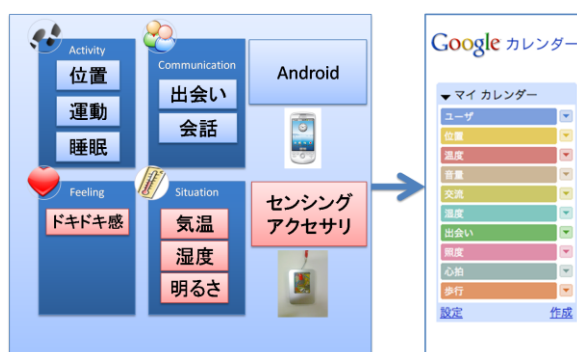 Activity
位置
運動
睡眠
Communication
出会い
会話
Android
Feeling
ドキドキ感
Situation
気温
湿度
明るさ
センシング
アクセサリ
Google カレンダー
マイ カレンダー
ユーザ
位置
温度
音量
交流
湿度
出会い
照度
心拍
歩行
設定
作成